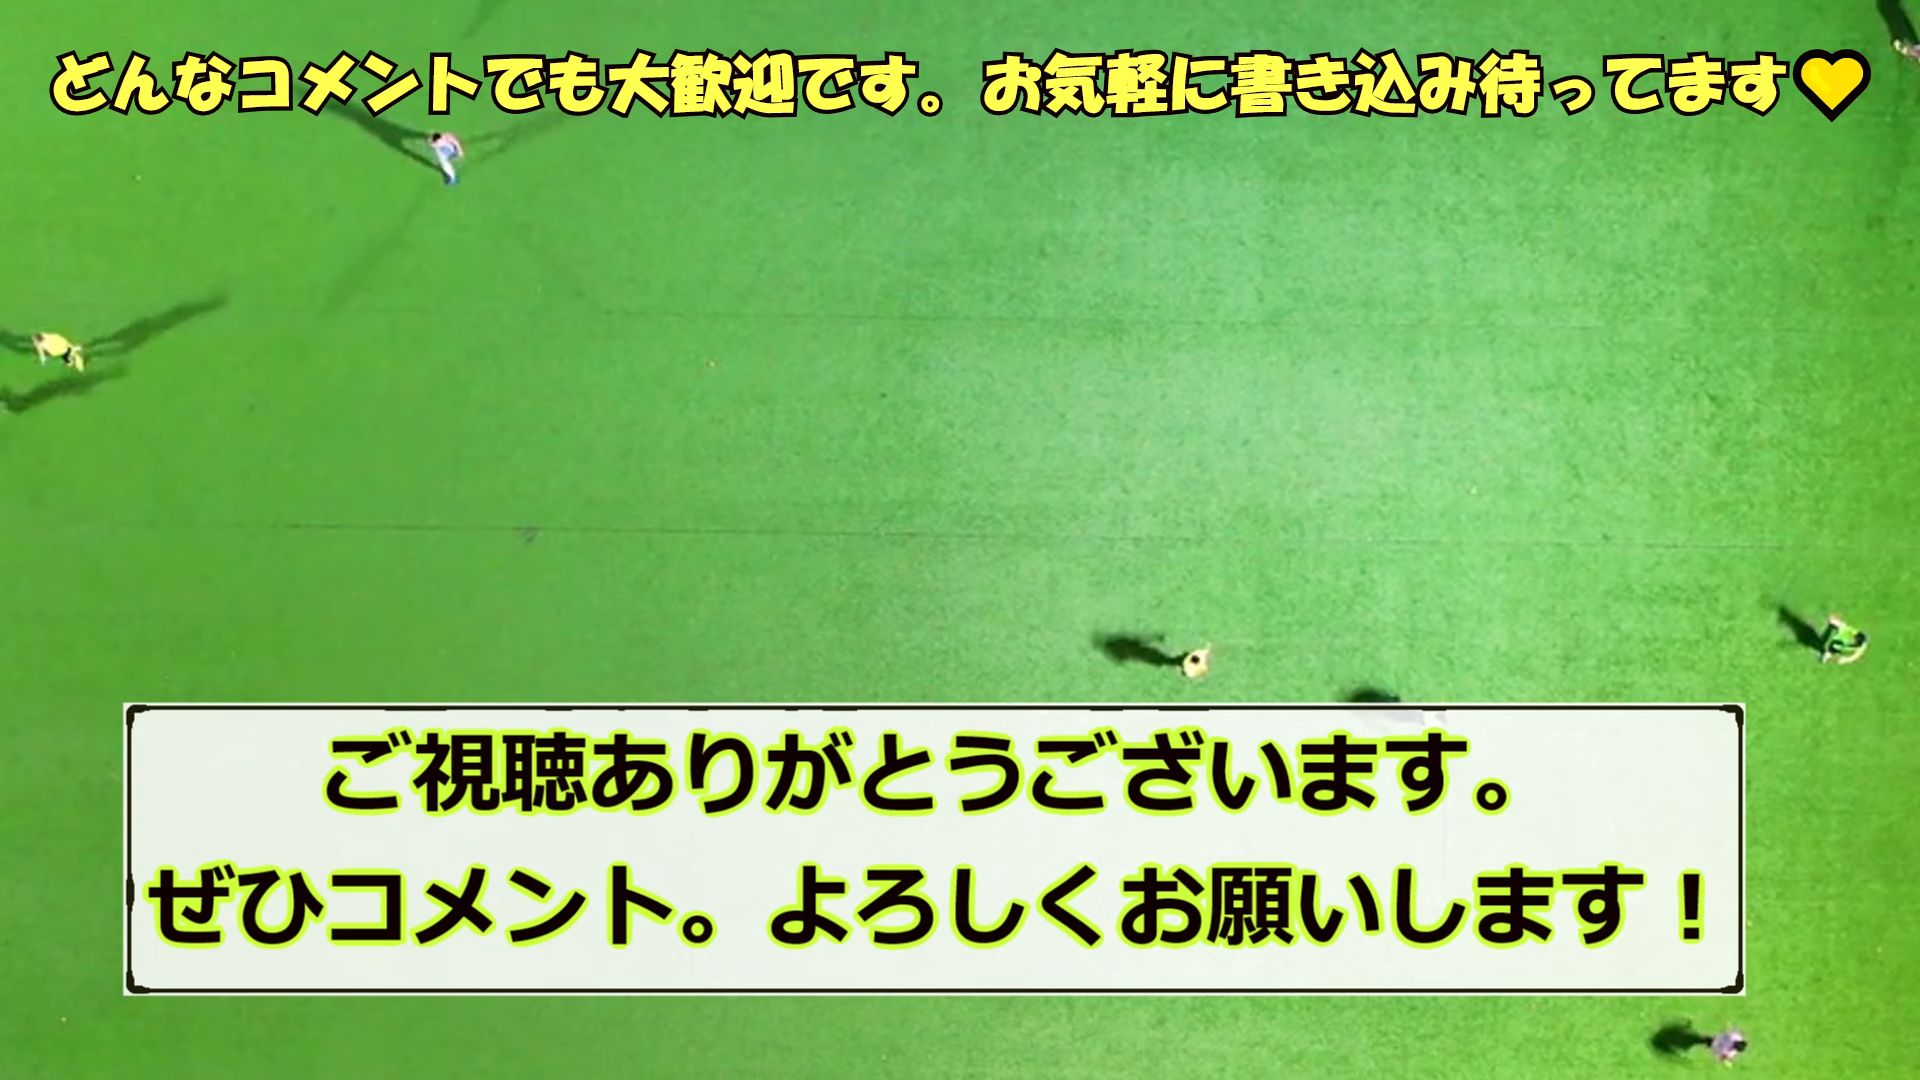 どんなコメントでも大歓迎です。お気軽に書き込み待ってます💛
ご視聴ありがとうございます。
ぜひコメント。よろしくお願いします！